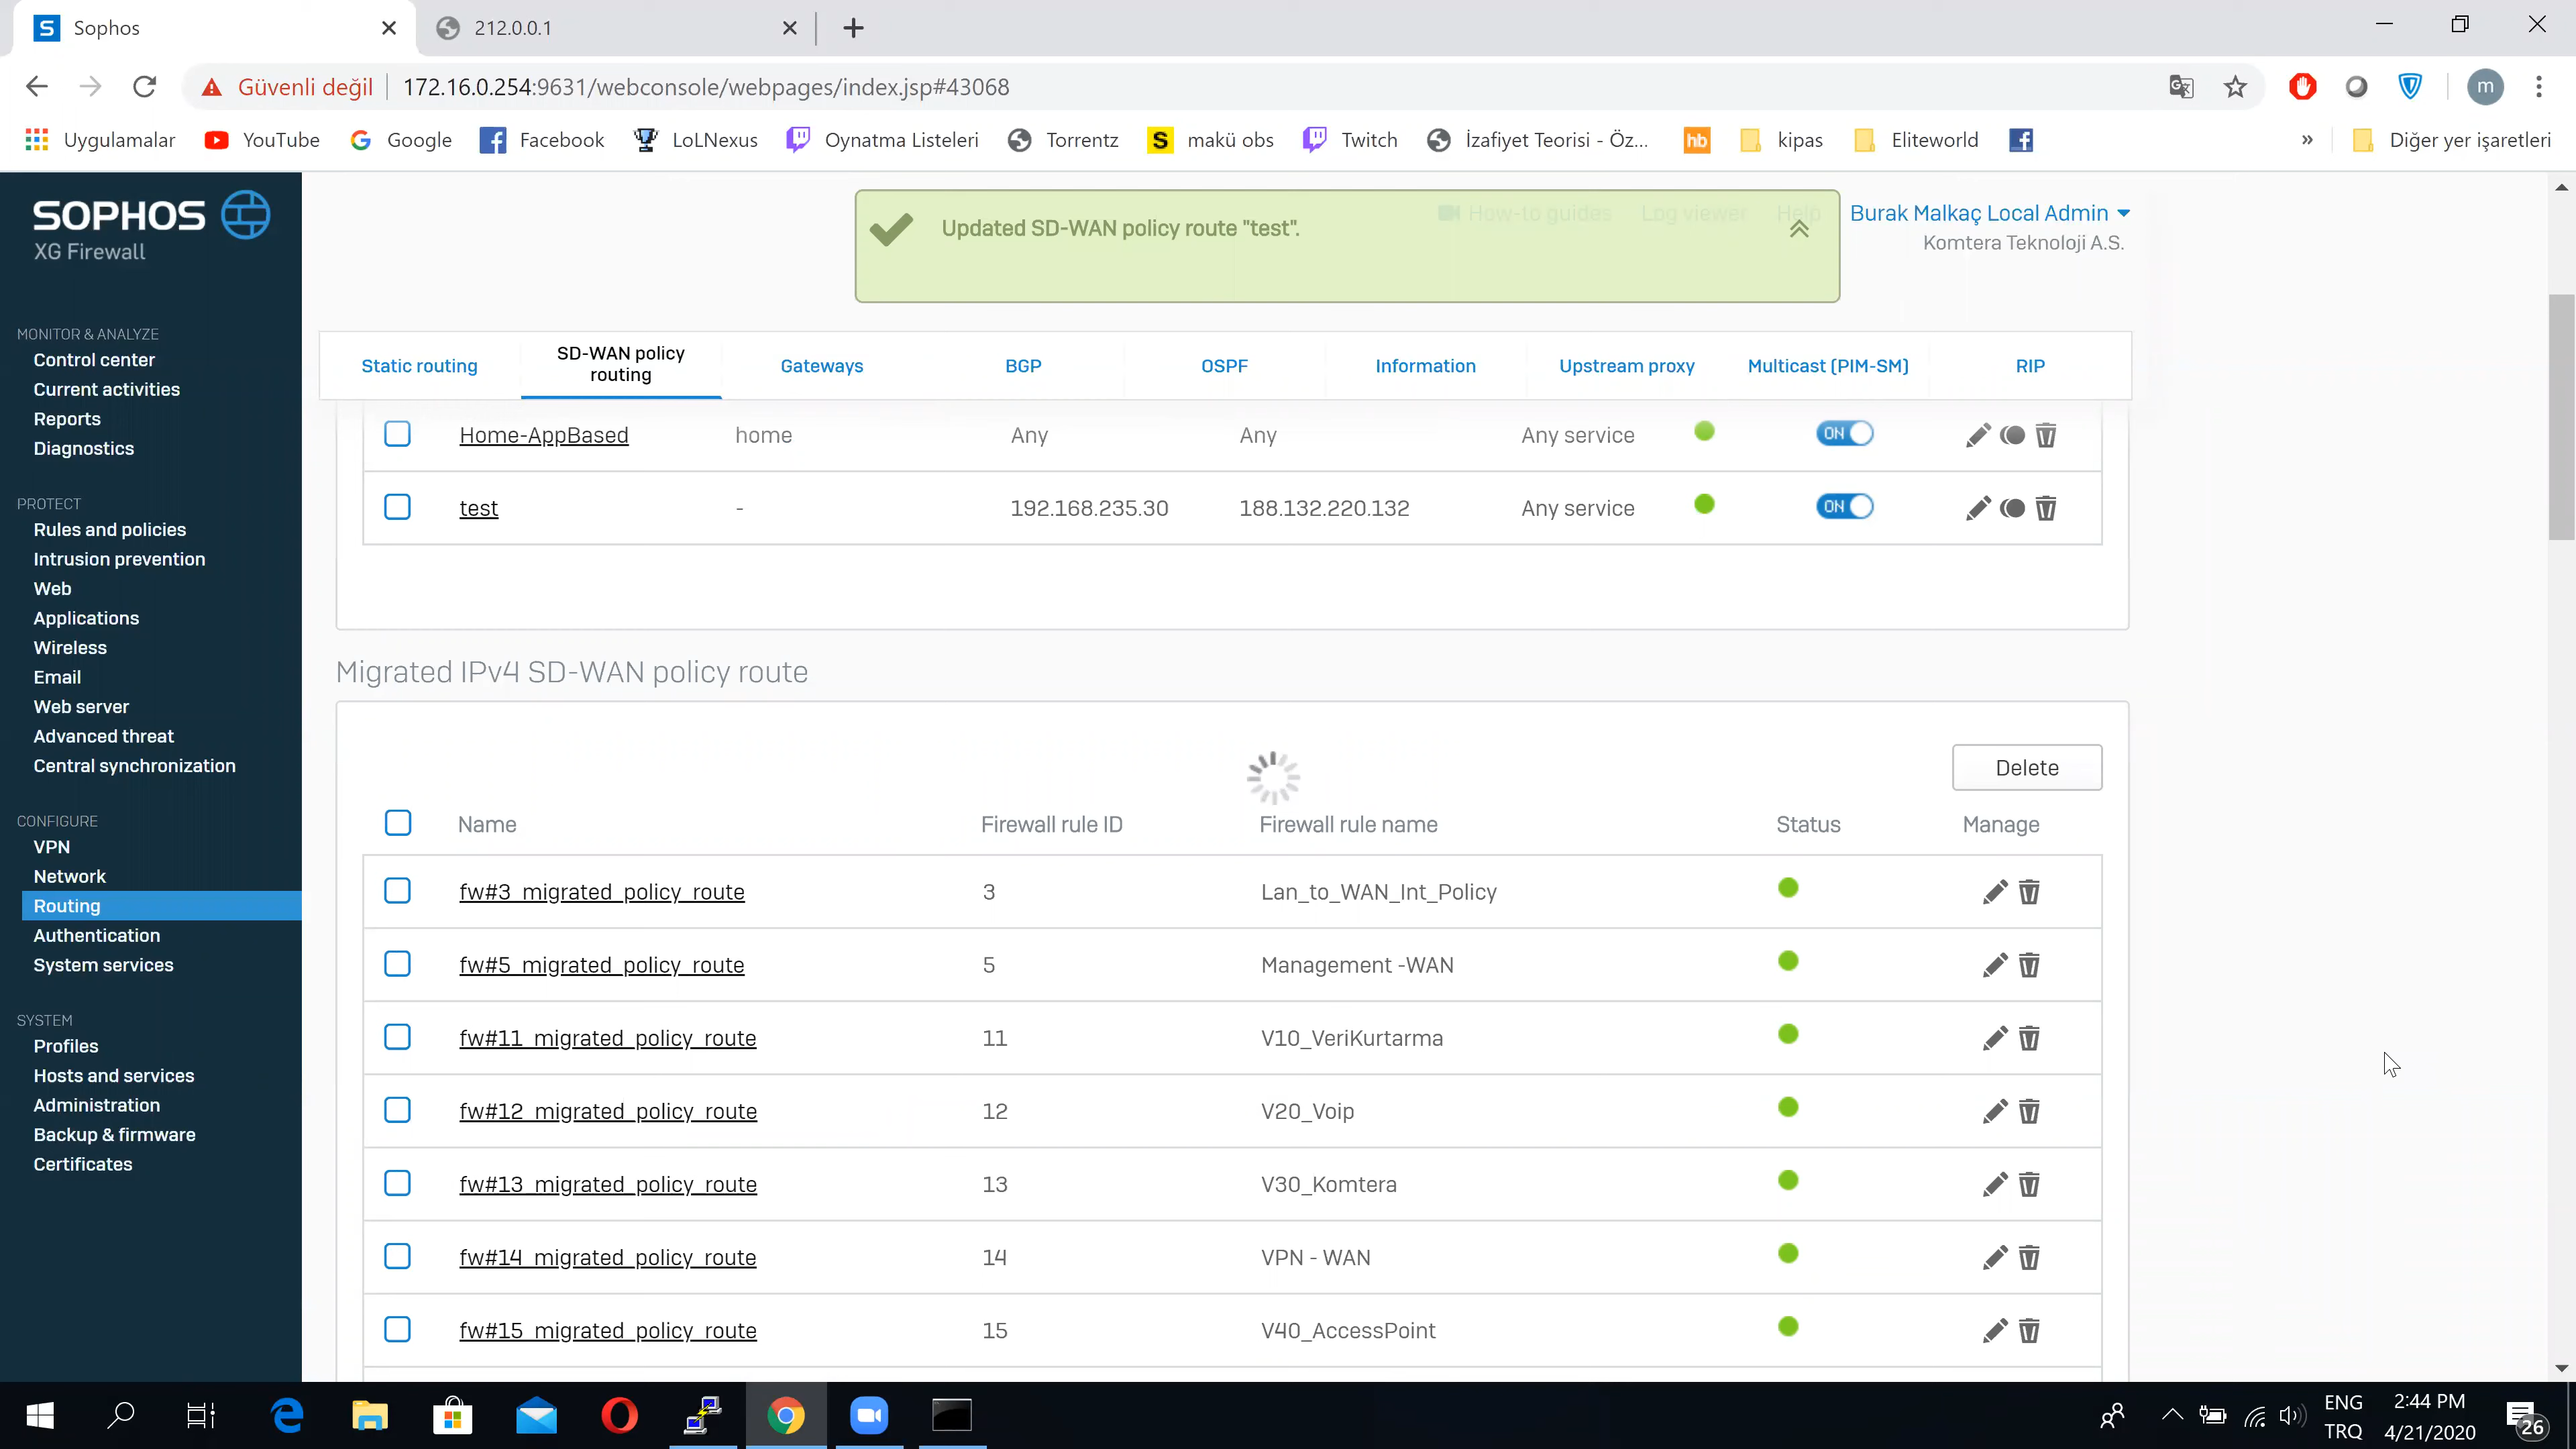 Sophos
212.0.0.1
Güvenli değil
172.16.0.254:9631/webconsole/webpages/index.jsp#43068
m
Uygulamalar
YouTube
Google
Facebook
LoLNexus
Oynatma Listeleri
Torrentz
makü obs
Twitch
İzafiyet Teorisi - Öz...
hb
kipas
Eliteworld
»
Diğer yer işaretleri
SOPHOS
XG Firewall
Updated SD-WAN policy route "test".
How-to guides
Log viewer
Help
Burak Malkaç Local Admin
Komtera Teknoloji A.S.
MONITOR & ANALYZE
Control center
Current activities
Reports
Diagnostics
PROTECT
Rules and policies
Intrusion prevention
Web
Applications
Wireless
Email
Web server
Advanced threat
Central synchronization
CONFIGURE
VPN
Network
Routing
Authentication
System services
SYSTEM
Profiles
Hosts and services
Administration
Backup & firmware
Certificates
Static routing
SD-WAN policy
routing
Gateways
BGP
OSPF
Information
Upstream proxy
Multicast (PIM-SM)
RIP
Home-AppBased home Any Any Any service ON
test - 192.168.235.30 188.132.220.132 Any service ON
Migrated IPv4 SD-WAN policy route
Delete
Name Firewall rule ID Firewall rule name Status Manage
fw#3_migrated_policy_route 3 Lan_to_WAN_Int_Policy
fw#5_migrated_policy_route 5 Management -WAN
fw#11_migrated_policy_route 11 V10_VeriKurtarma
fw#12_migrated_policy_route 12 V20_Voip
fw#13_migrated_policy_route 13 V30_Komtera
fw#14_migrated_policy_route 14 VPN - WAN
fw#15_migrated_policy_route 15 V40_AccessPoint
ENG
TRQ
2:44 PM
4/21/2020
26